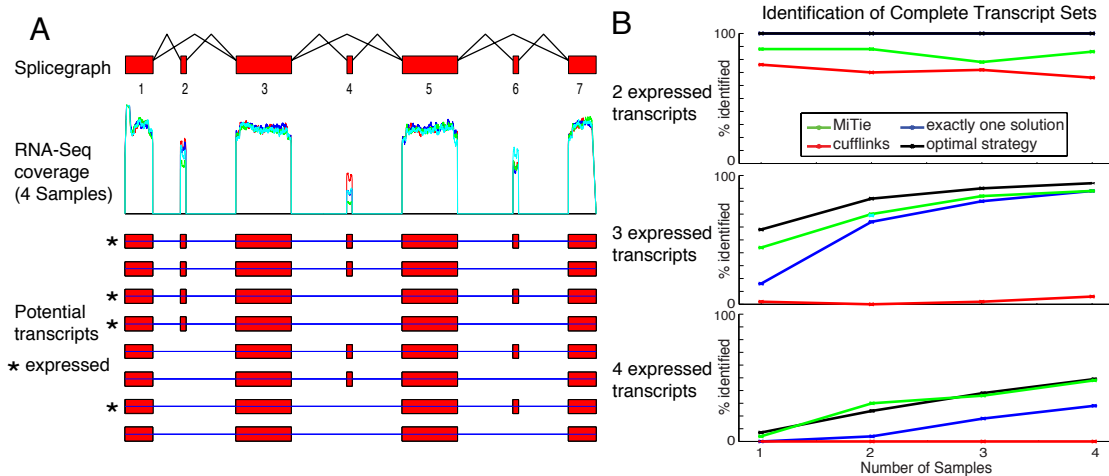 A
Splicegraph
1 2 3 4 5 6 7
RNA-Seq
coverage
(4 Samples)
*
*
*
Potential
transcripts
* expressed
*
B
Identification of Complete Transcript Sets
2 expressed
transcripts
% identified
100
0
MiTie
cufflinks
exactly one solution
optimal strategy
3 expressed
transcripts
% identified
100
0
4 expressed
transcripts
% identified
100
0
1 2 3 4
Number of Samples